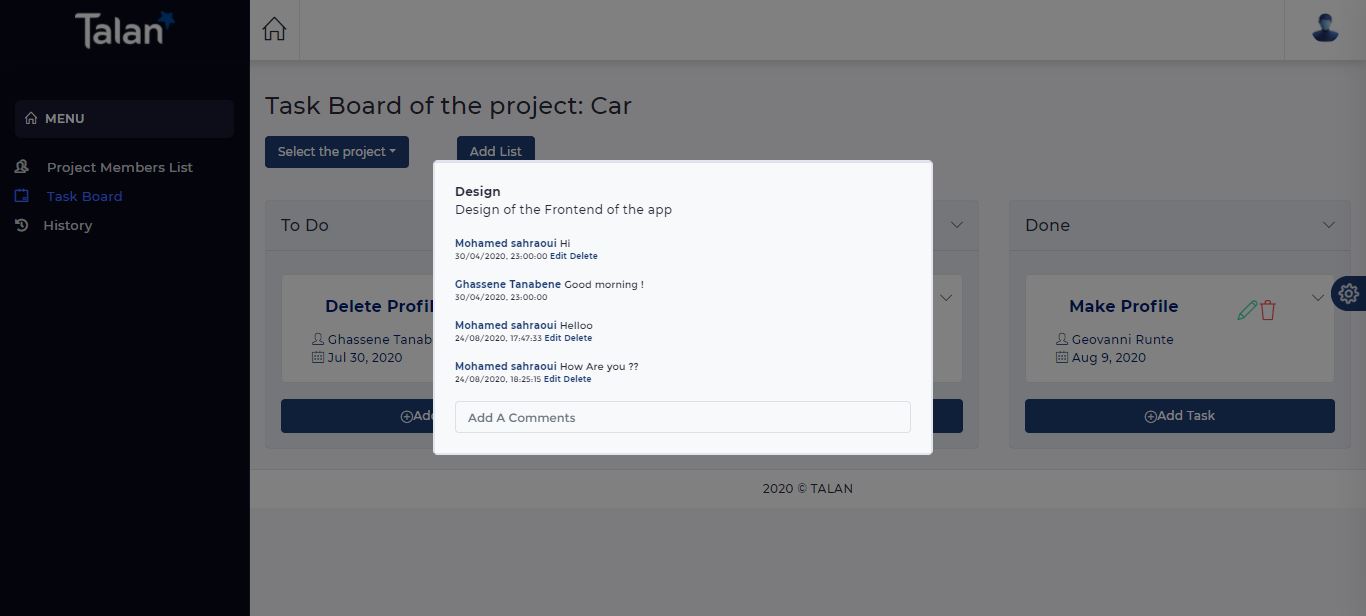 Talan
MENU
Project Members List
Task Board
History
Task Board of the project: Car
Select the project
Add List
To Do
Delete
Ghassene
Jul 30, 2020
Design
Design of the Frontend of the app
Mohamed sahraoui Hi
30/04/2020, 23:00:00 Edit Delete
Ghassene Tanabene Good morning !
30/04/2020, 23:00:00
Mohamed sahraoui Helloo
24/08/2020, 17:47:33 Edit Delete
Mohamed sahraoui How Are you ??
24/08/2020, 18:25:15 Edit Delete
Add A Comments
Done
Make Profile
Geovanni Runte
Aug 9, 2020
Add
Add Task
2020 © TALAN